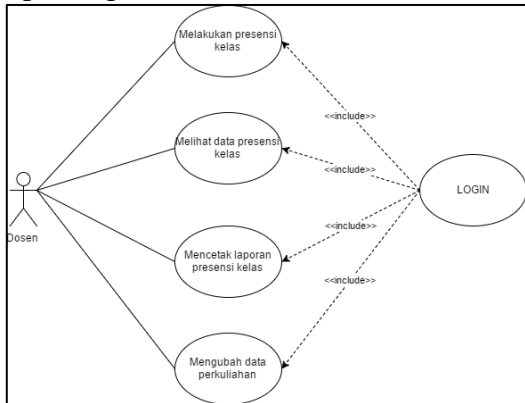 Melakukan presensi
kelas
<<include>>
Melihat data presensi
kelas
<<include>>
LOGIN
Dosen
<<include>>
Mencetak laporan
presensi kelas
<<include>>
Mengubah data
perkuliahan